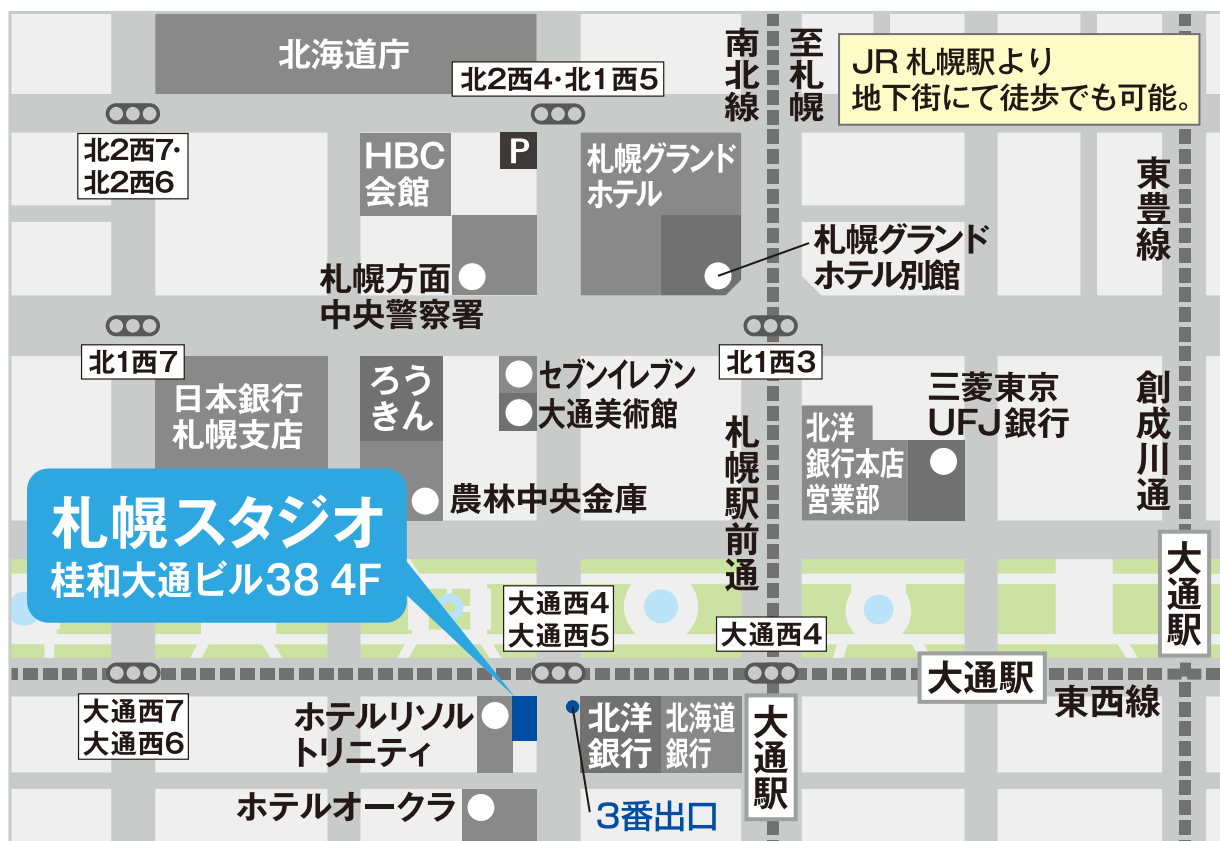 北海道庁
北2西4・北1西5
南北線
至札幌
JR 札幌駅より
地下街にて徒歩でも可能。
北2西7・
北2西6
HBC
会館
P
札幌グランド
ホテル
東豊線
札幌グランド
ホテル別館
札幌方面
中央警察署
北1西7
北1西3
日本銀行
札幌支店
ろう
きん
セブンイレブン
大通美術館
三菱東京
UFJ銀行
創成川通
北洋
銀行本店
営業部
札幌駅前通
農林中央金庫
札幌スタジオ
桂和大通ビル38 4F
大通西4
大通西5
大通西4
大通駅
大通駅
東西線
大通西7
大通西6
ホテルリソル
トリニティ
北洋
銀行
北海道
銀行
大通駅
ホテルオークラ
3番出口